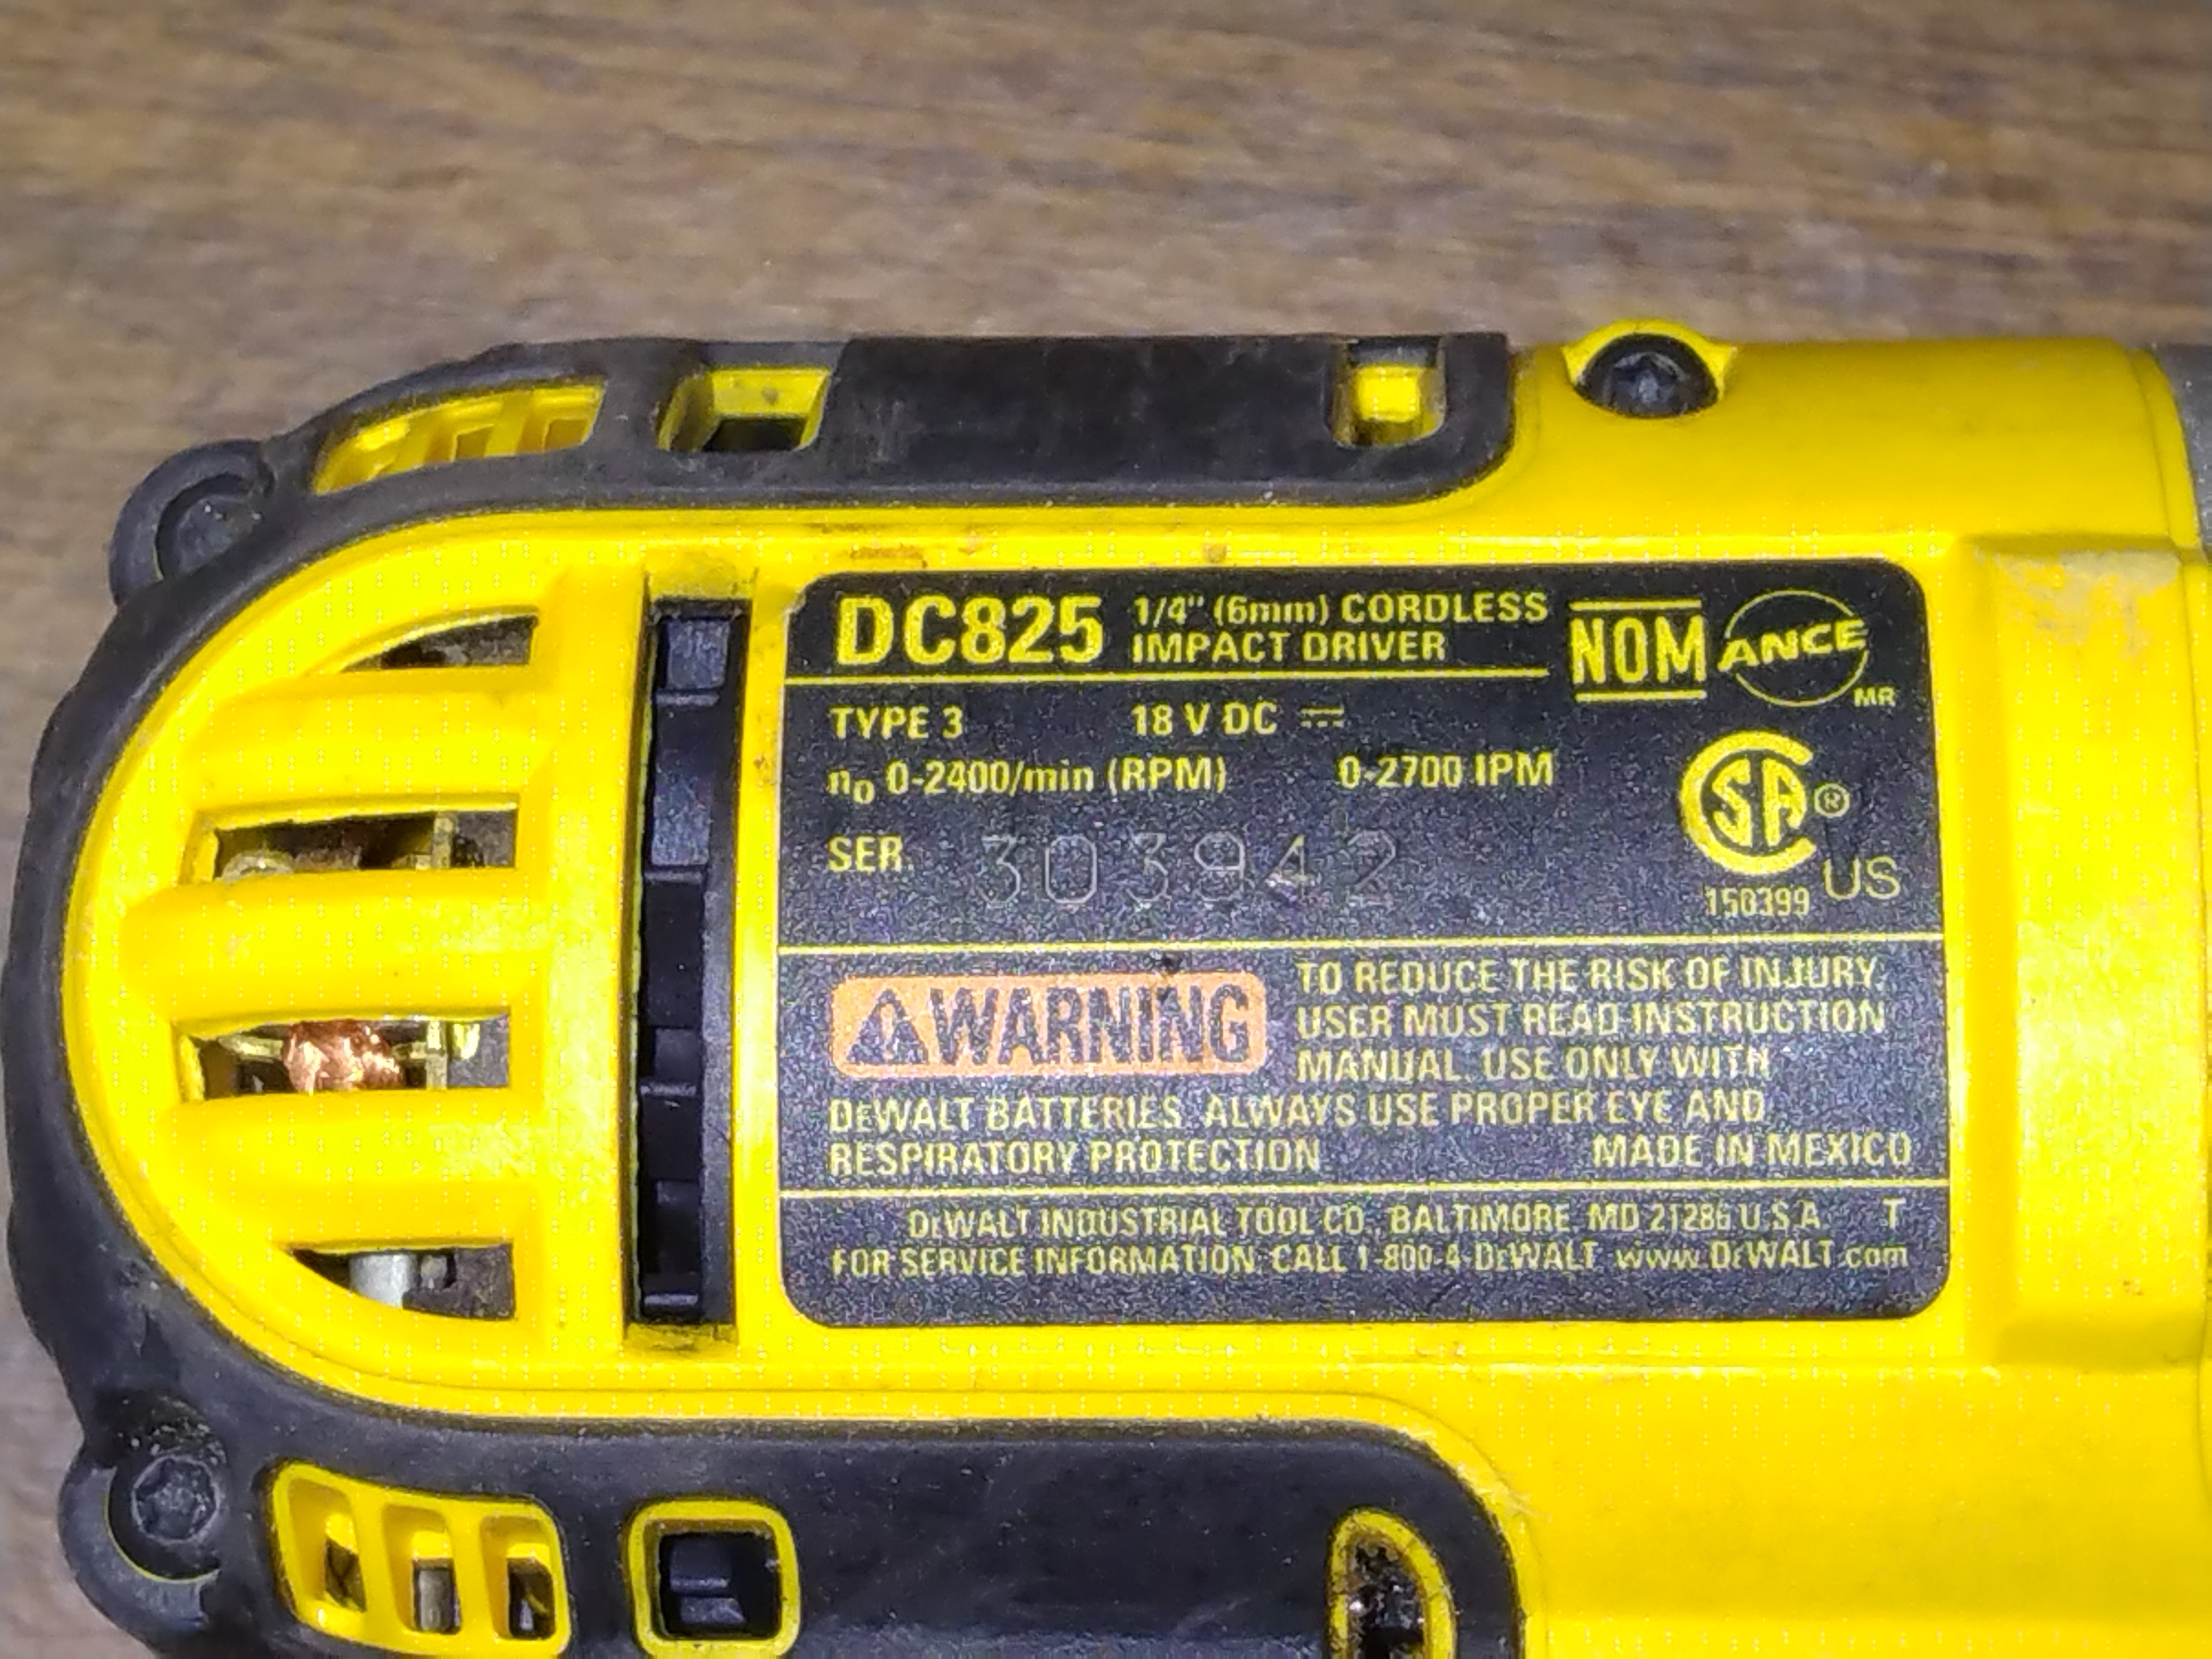 DC825 1/4" (6mm) CORDLESS
IMPACT DRIVER
NOM ANCE MR
TYPE 3 18 V DC ⎓
n₀ 0-2400/min (RPM) 0-2700 IPM
SER. 303942
SA ® US
150399
⚠WARNING TO REDUCE THE RISK OF INJURY.
USER MUST READ INSTRUCTION
MANUAL. USE ONLY WITH
DEWALT BATTERIES. ALWAYS USE PROPER EYE AND
RESPIRATORY PROTECTION MADE IN MEXICO
DEWALT INDUSTRIAL TOOL CO., BALTIMORE, MD 21286 U.S.A. T
FOR SERVICE INFORMATION, CALL 1-800-4-DEWALT www.DEWALT.com